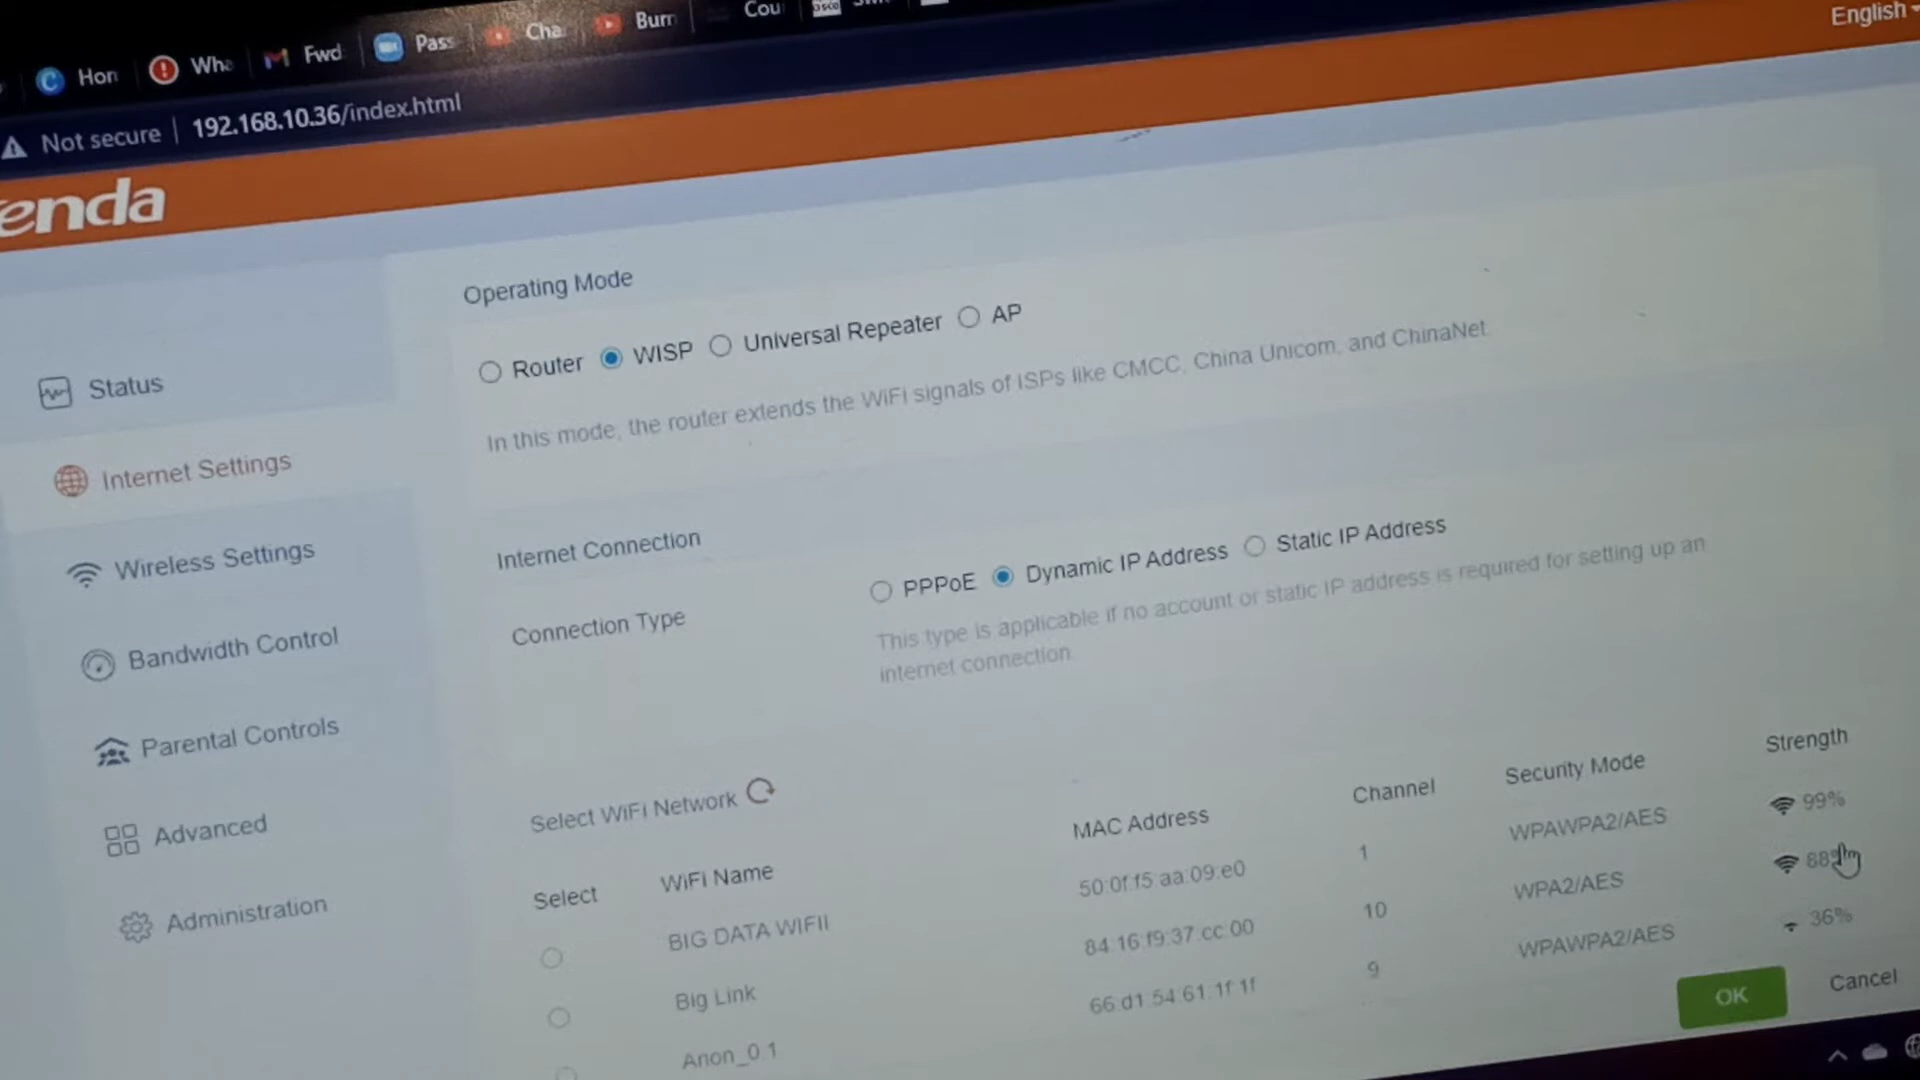 Hon
Wha
Fwd
Pass
Cha
Burn
Cou
English
Not secure
192.168.10.36/index.html
enda
Operating Mode
Router
WISP
Universal Repeater
AP
In this mode, the router extends the WiFi signals of ISPs like CMCC, China Unicom, and ChinaNet.
Status
Internet Settings
Wireless Settings
Bandwidth Control
Parental Controls
Advanced
Administration
Internet Connection
Connection Type
PPPoE
Dynamic IP Address
Static IP Address
This type is applicable if no account or static IP address is required for setting up an
internet connection
Select WiFi Network
Select
WiFi Name
MAC Address
Channel
Security Mode
Strength
BIG DATA WIFII
50:0f:f5:aa:09:e0
1
WPAWPA2/AES
99%
Big Link
84:16:f9:37:cc:00
10
WPA2/AES
Anon_0.1
66:d1:54:61:1f:1f
9
WPAWPA2/AES
36%
OK
Cancel